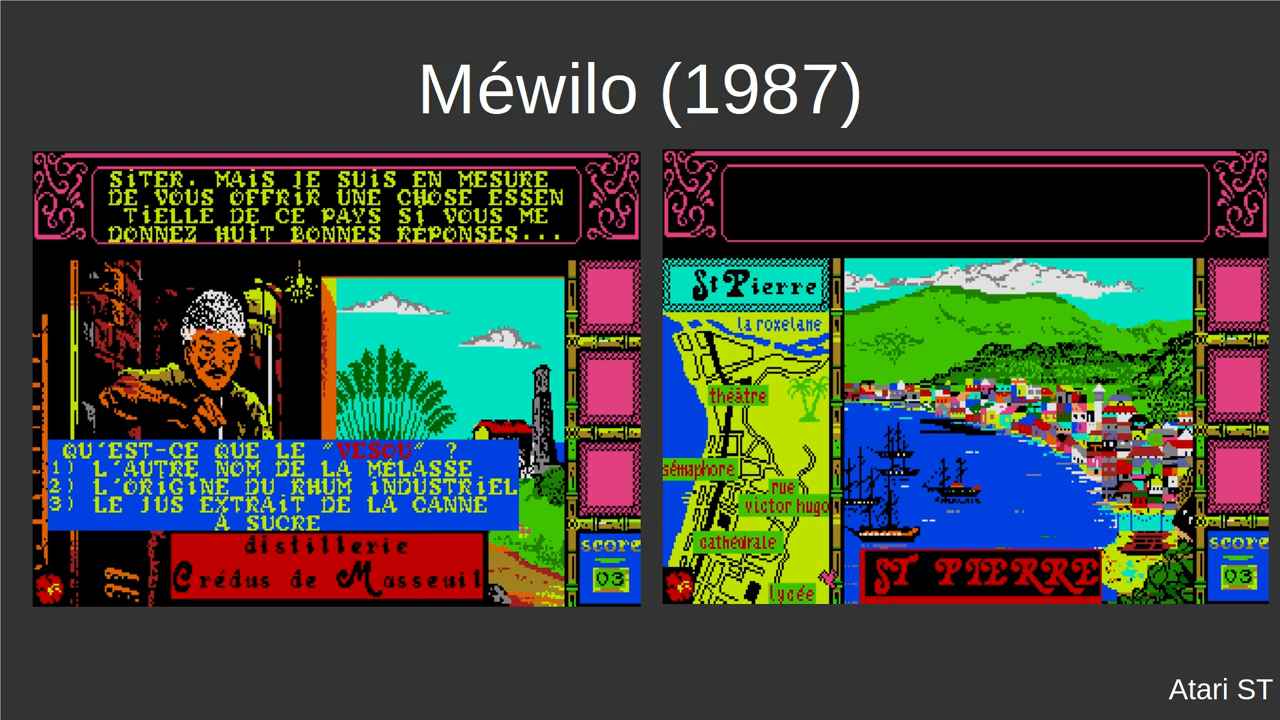 Méwilo (1987)
SiTER. MAiS JE SUiS EN MESURE
DE VOUS OFFRiR UNE CHOSE ESSEN
TiELLE DE CE PAYS Si VOUS ME
DONNEZ HUiT BONNES RÉPONSES...
QU'EST-CE QUE LE "VESOU" ?
1) L'AUTRE NOM DE LA MÉLASSE
2) L'ORiGiNE DU RHUM iNDUSTRiEL
3) LE JUS EXTRAiT DE LA CANNE
À SUCRE
distillerie
Crédus de Masseuil
score
03
St Pierre
la roxelane
théâtre
sémaphore
rue
victor hugo
cathédrale
lycée
ST PIERRE
score
03
Atari ST